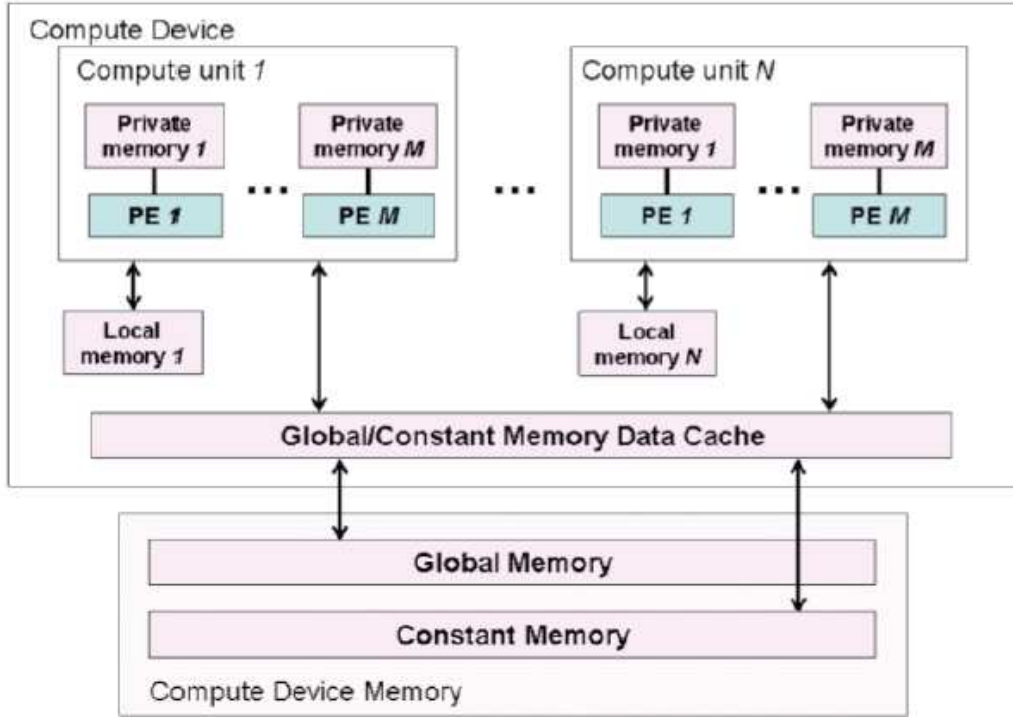 Compute Device
Compute unit 1
Private
memory 1
Private
memory M
...
PE 1
PE M
...
Compute unit N
Private
memory 1
Private
memory M
...
PE 1
PE M
Local
memory 1
Local
memory N
Global/Constant Memory Data Cache
Global Memory
Constant Memory
Compute Device Memory